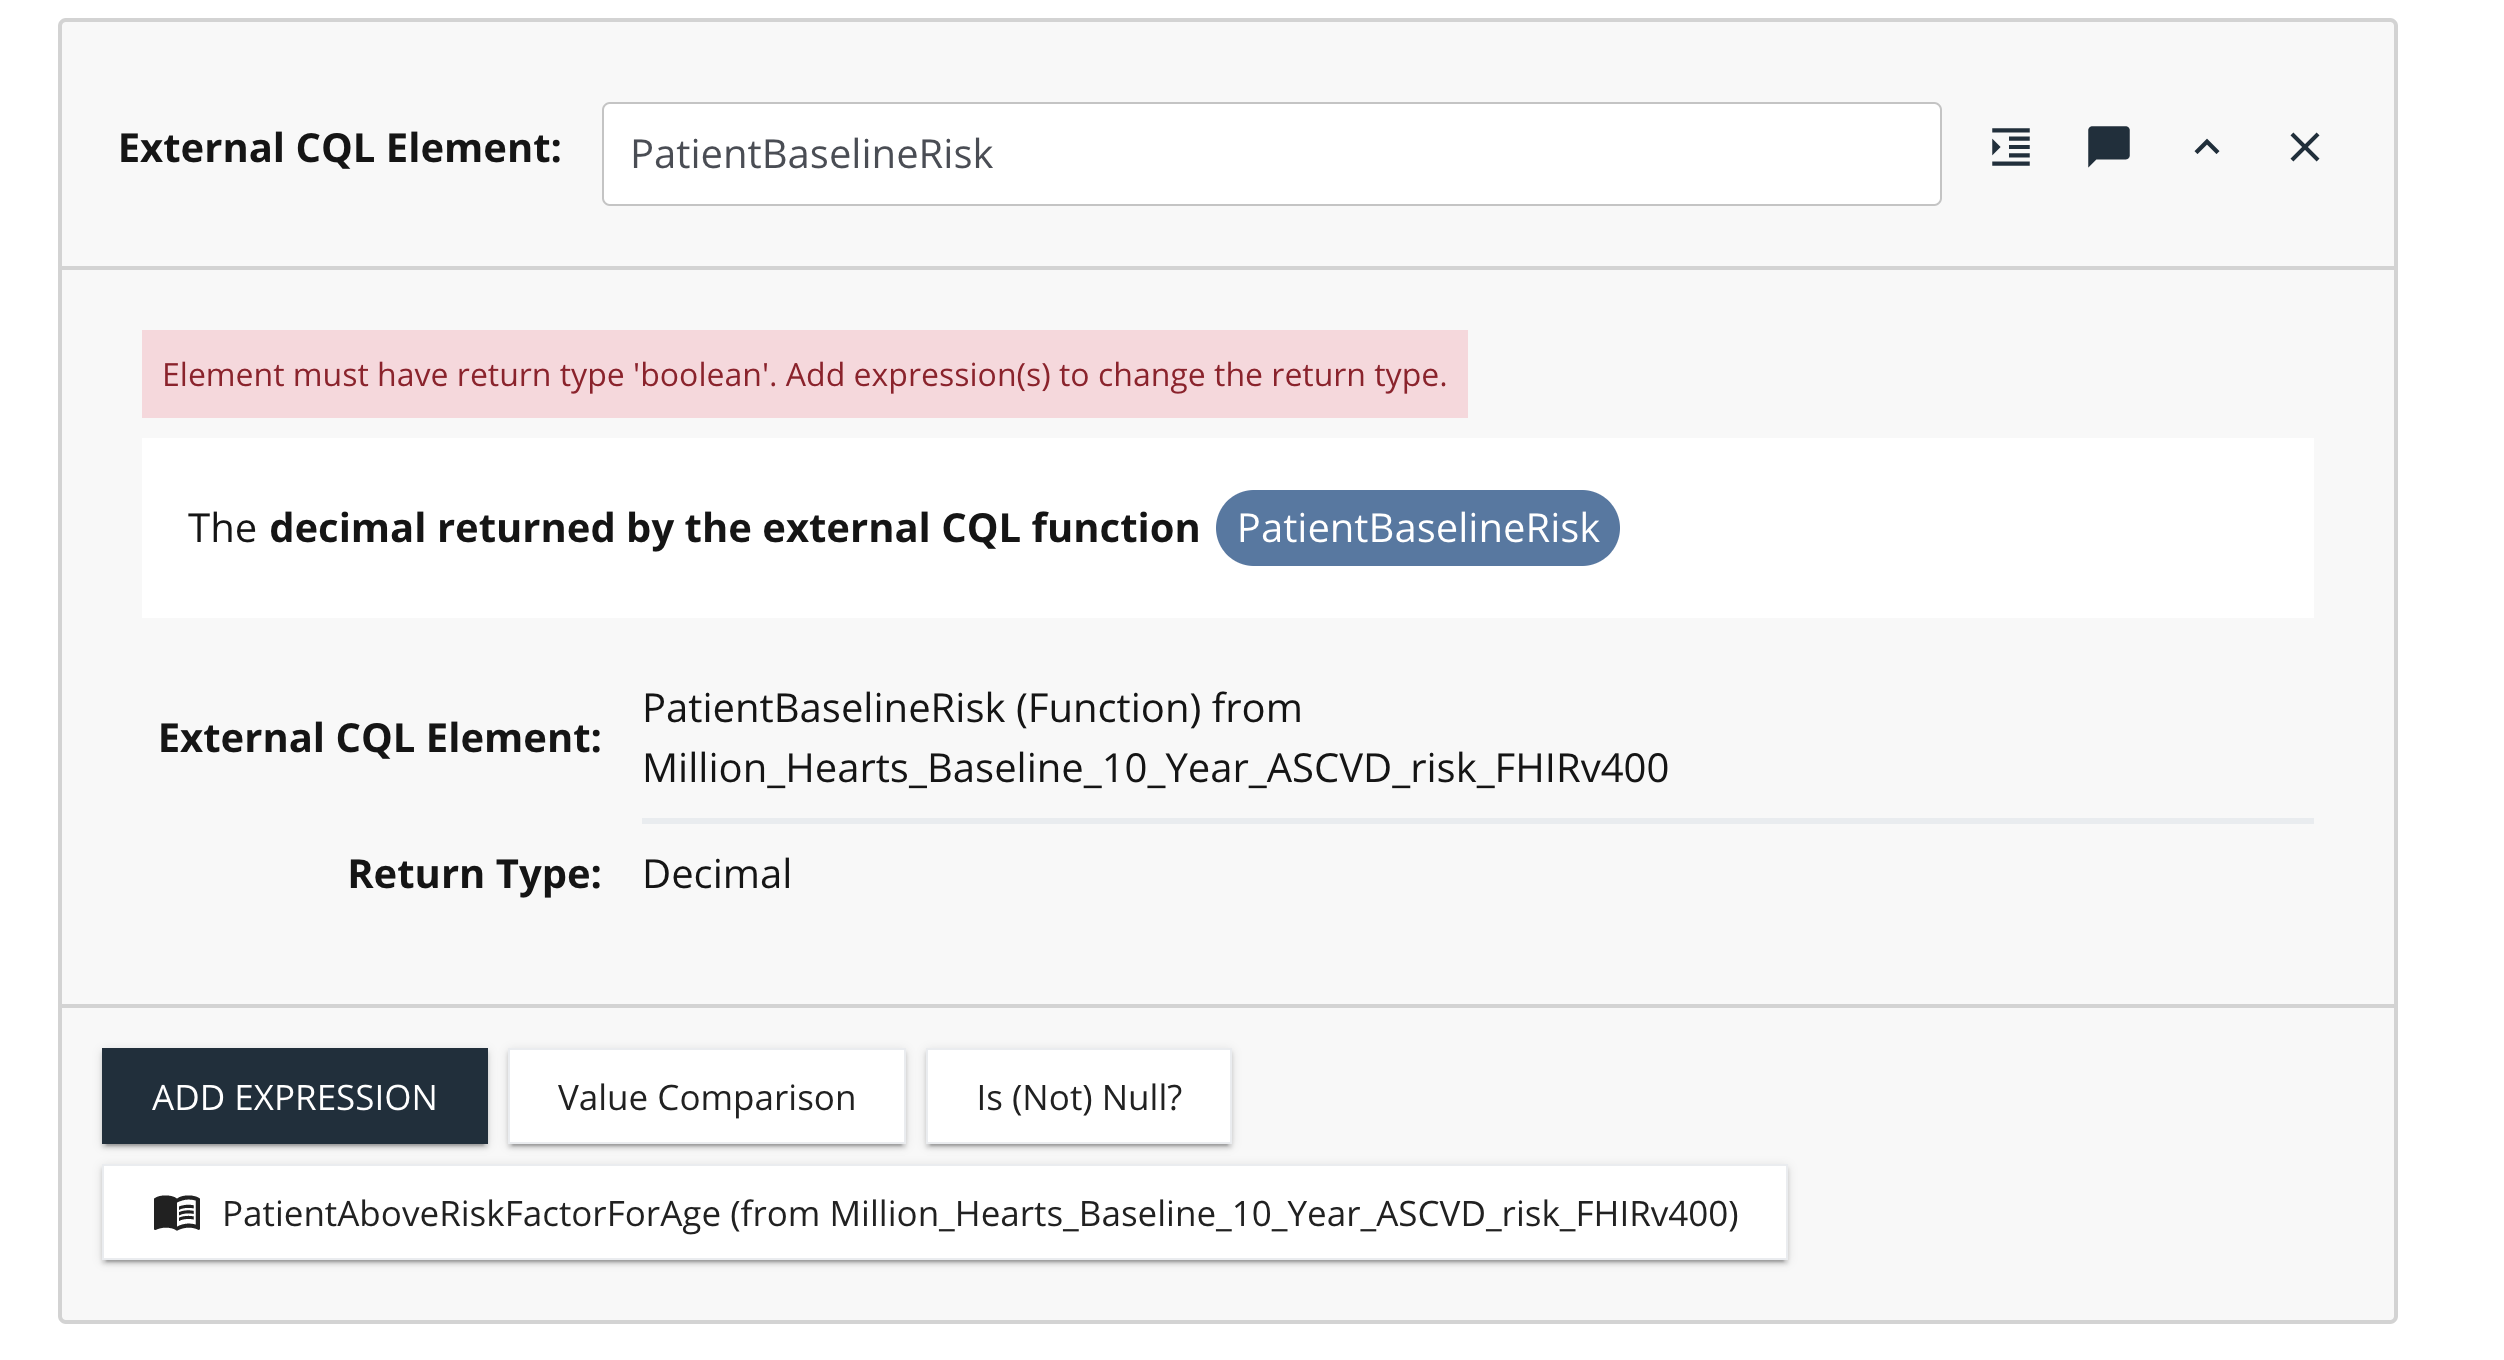 External CQL Element: PatientBaselineRisk
Element must have return type 'boolean'. Add expression(s) to change the return type.
The decimal returned by the external CQL function PatientBaselineRisk
External CQL Element: PatientBaselineRisk (Function) from
Million_Hearts_Baseline_10_Year_ASCVD_risk_FHIRv400
Return Type: Decimal
ADD EXPRESSION Value Comparison Is (Not) Null?
PatientAboveRiskFactorForAge (from Million_Hearts_Baseline_10_Year_ASCVD_risk_FHIRv400)